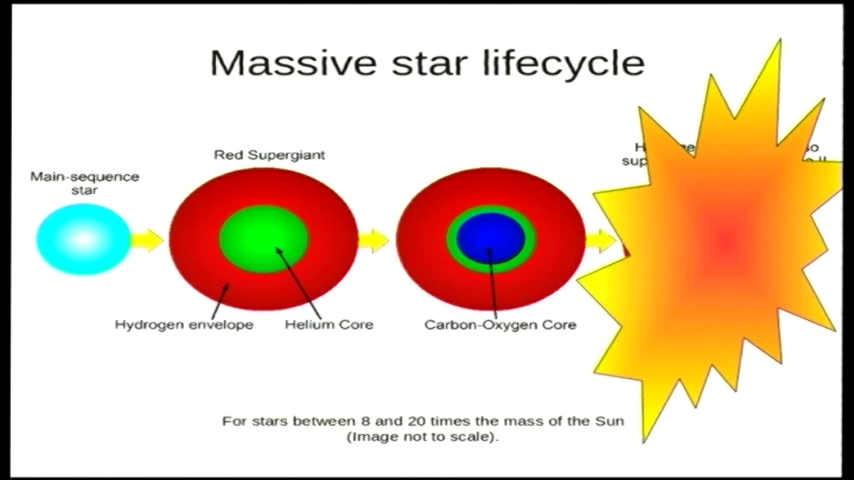 Massive star lifecycle
Red Supergiant
Main-sequence
star
Hydrogen envelope
Helium Core
Carbon-Oxygen Core
For stars between 8 and 20 times the mass of the Sun
(Image not to scale).